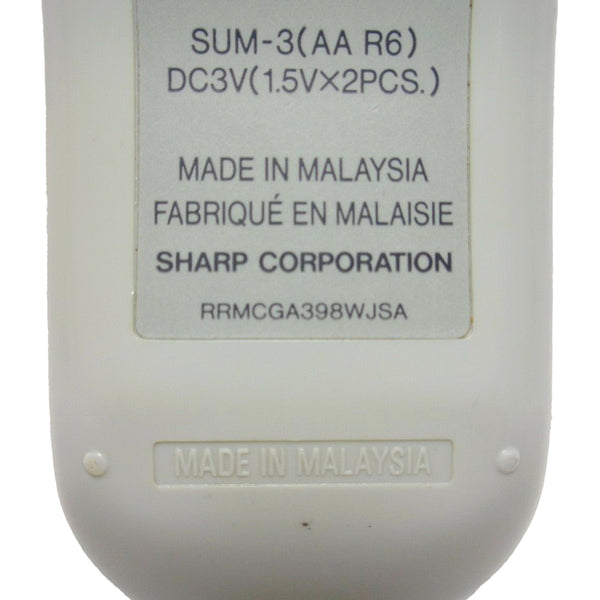 SUM-3(AA R6)
DC3V(1.5V×2PCS.)
MADE IN MALAYSIA
FABRIQUÉ EN MALAISIE
SHARP CORPORATION
RRMCGA398WJSA
MADE IN MALAYSIA